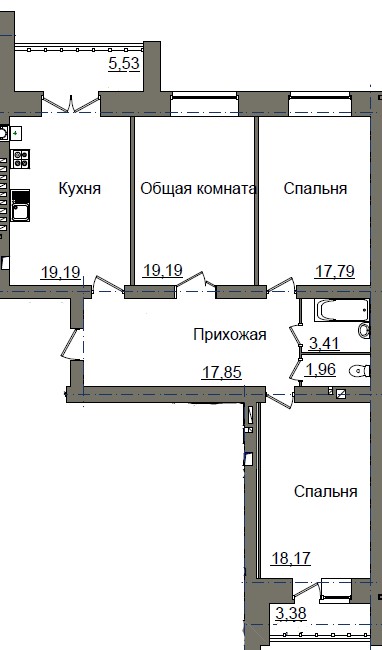 5,53
Кухня
Общая комната
Спальня
19,19
19,19
17,79
Прихожая
3,41
17,85
1,96
Спальня
18,17
3,38